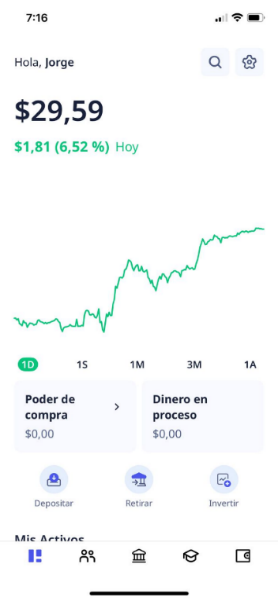 7:16
Hola, Jorge
$29,59
$1,81 (6,52 %) Hoy
1D 1S 1M 3M 1A
Poder de compra
$0,00
Dinero en proceso
$0,00
Depositar Retirar Invertir
Mis Activos